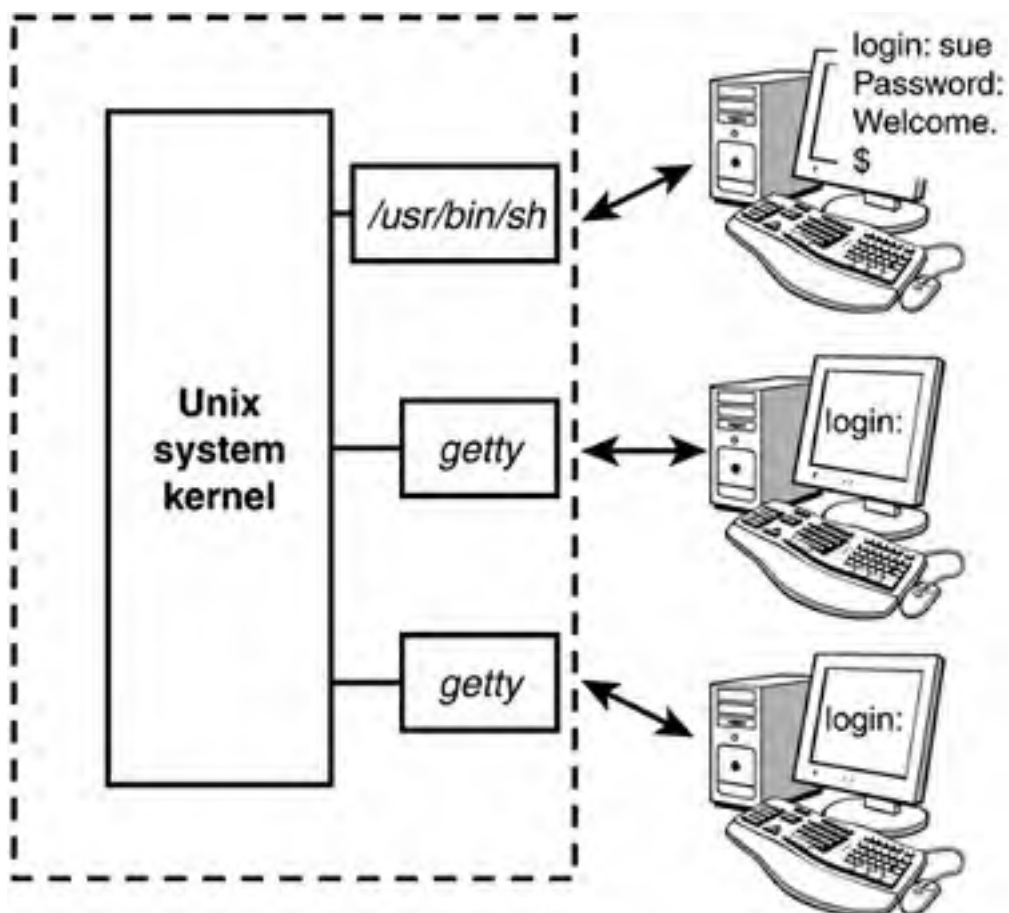 login: sue
Password:
Welcome.
$
/usr/bin/sh
Unix
system
kernel
getty
login:
getty
login: